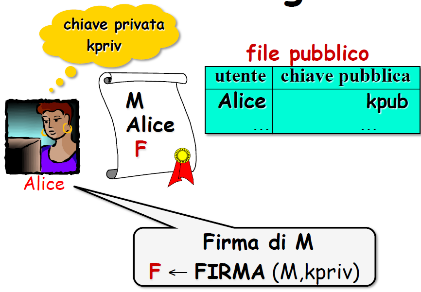 chiave privata
kpriv
file pubblico
utente chiave pubblica
Alice kpub
... ...
M
Alice
F
Alice
Firma di M
F ← FIRMA (M,kpriv)